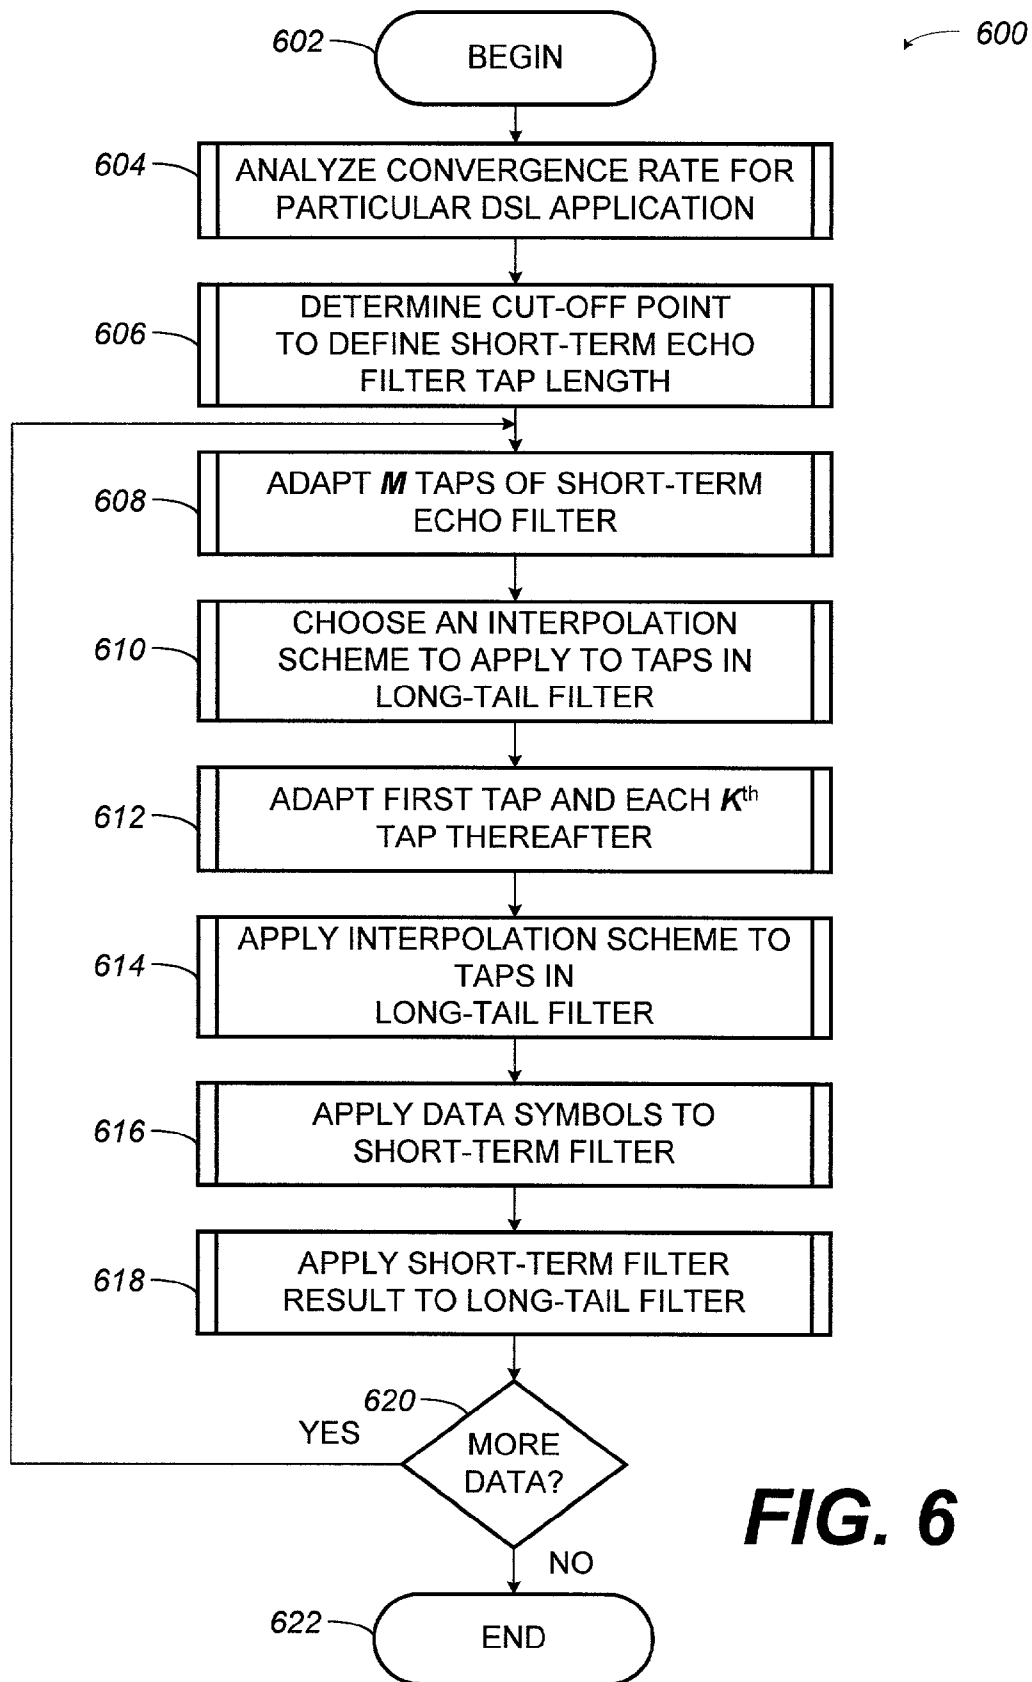 600
602
BEGIN
604
ANALYZE CONVERGENCE RATE FOR
PARTICULAR DSL APPLICATION
606
DETERMINE CUT-OFF POINT
TO DEFINE SHORT-TERM ECHO
FILTER TAP LENGTH
608
ADAPT M TAPS OF SHORT-TERM
ECHO FILTER
610
CHOOSE AN INTERPOLATION
SCHEME TO APPLY TO TAPS IN
LONG-TAIL FILTER
612
ADAPT FIRST TAP AND EACH Kth
TAP THEREAFTER
614
APPLY INTERPOLATION SCHEME TO
TAPS IN
LONG-TAIL FILTER
616
APPLY DATA SYMBOLS TO
SHORT-TERM FILTER
618
APPLY SHORT-TERM FILTER
RESULT TO LONG-TAIL FILTER
620
YES
MORE
DATA?
NO
FIG. 6
622
END